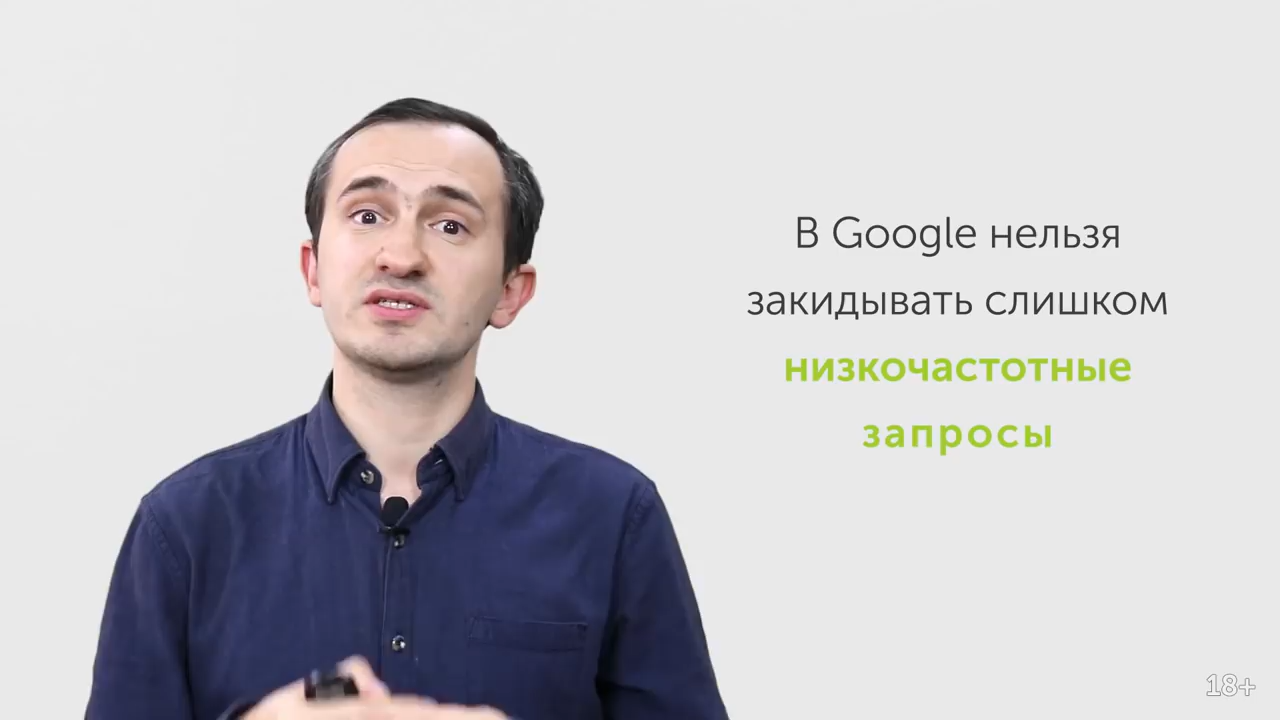 В Google нельзя
закидывать слишком
низкочастотные
запросы
18+